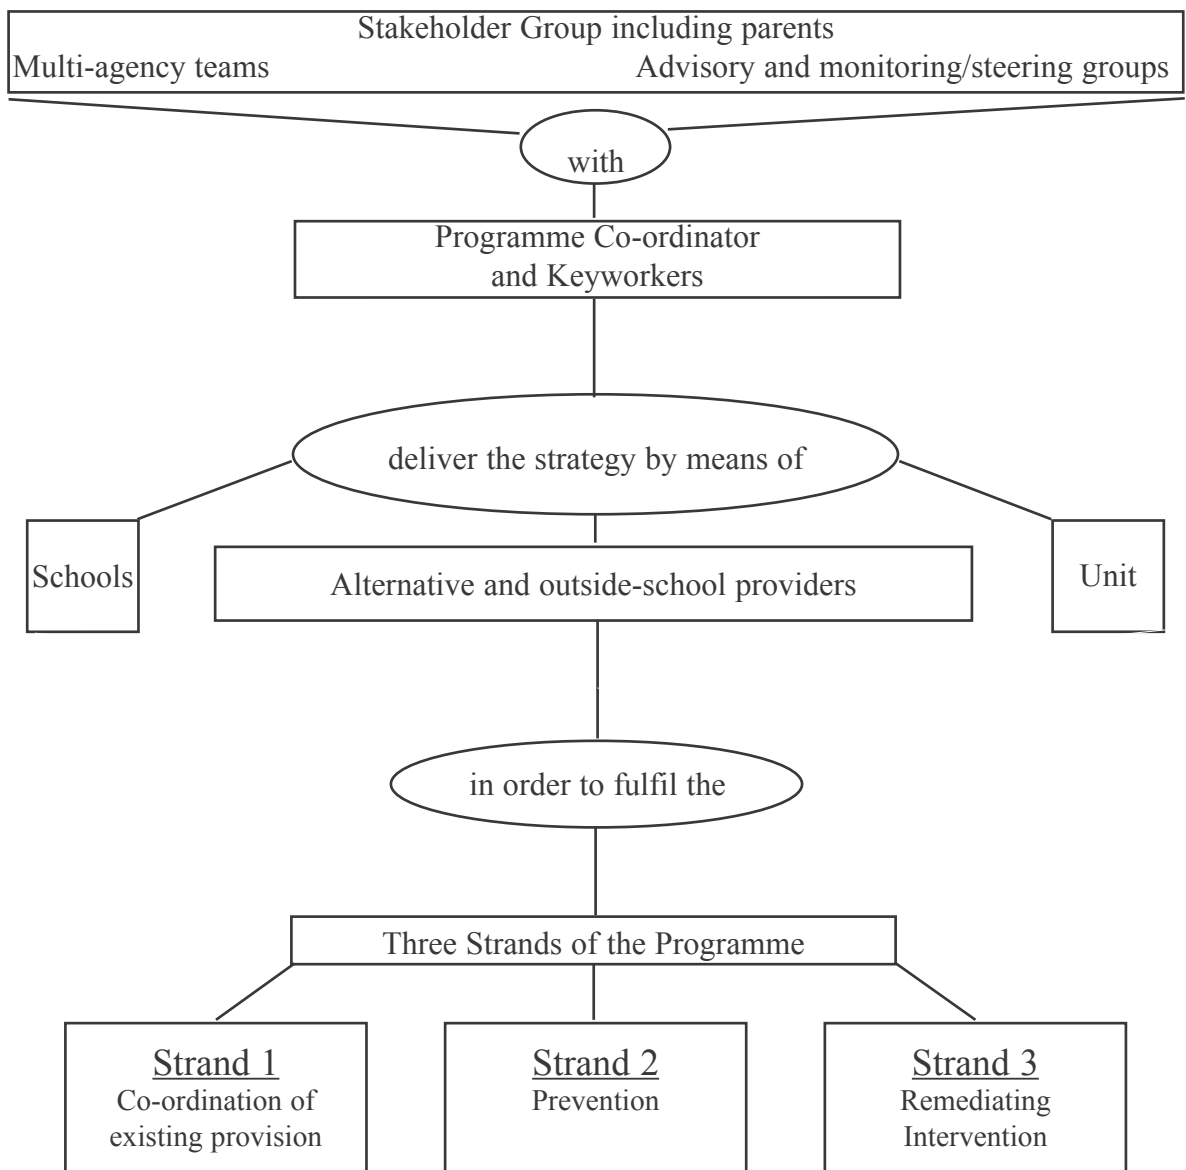 Stakeholder Group including parents
Multi-agency teams Advisory and monitoring/steering groups
with
Programme Co-ordinator
and Keyworkers
deliver the strategy by means of
Schools
Alternative and outside-school providers
Unit
in order to fulfil the
Three Strands of the Programme
Strand 1
Co-ordination of
existing provision
Strand 2
Prevention
Strand 3
Remediating
Intervention